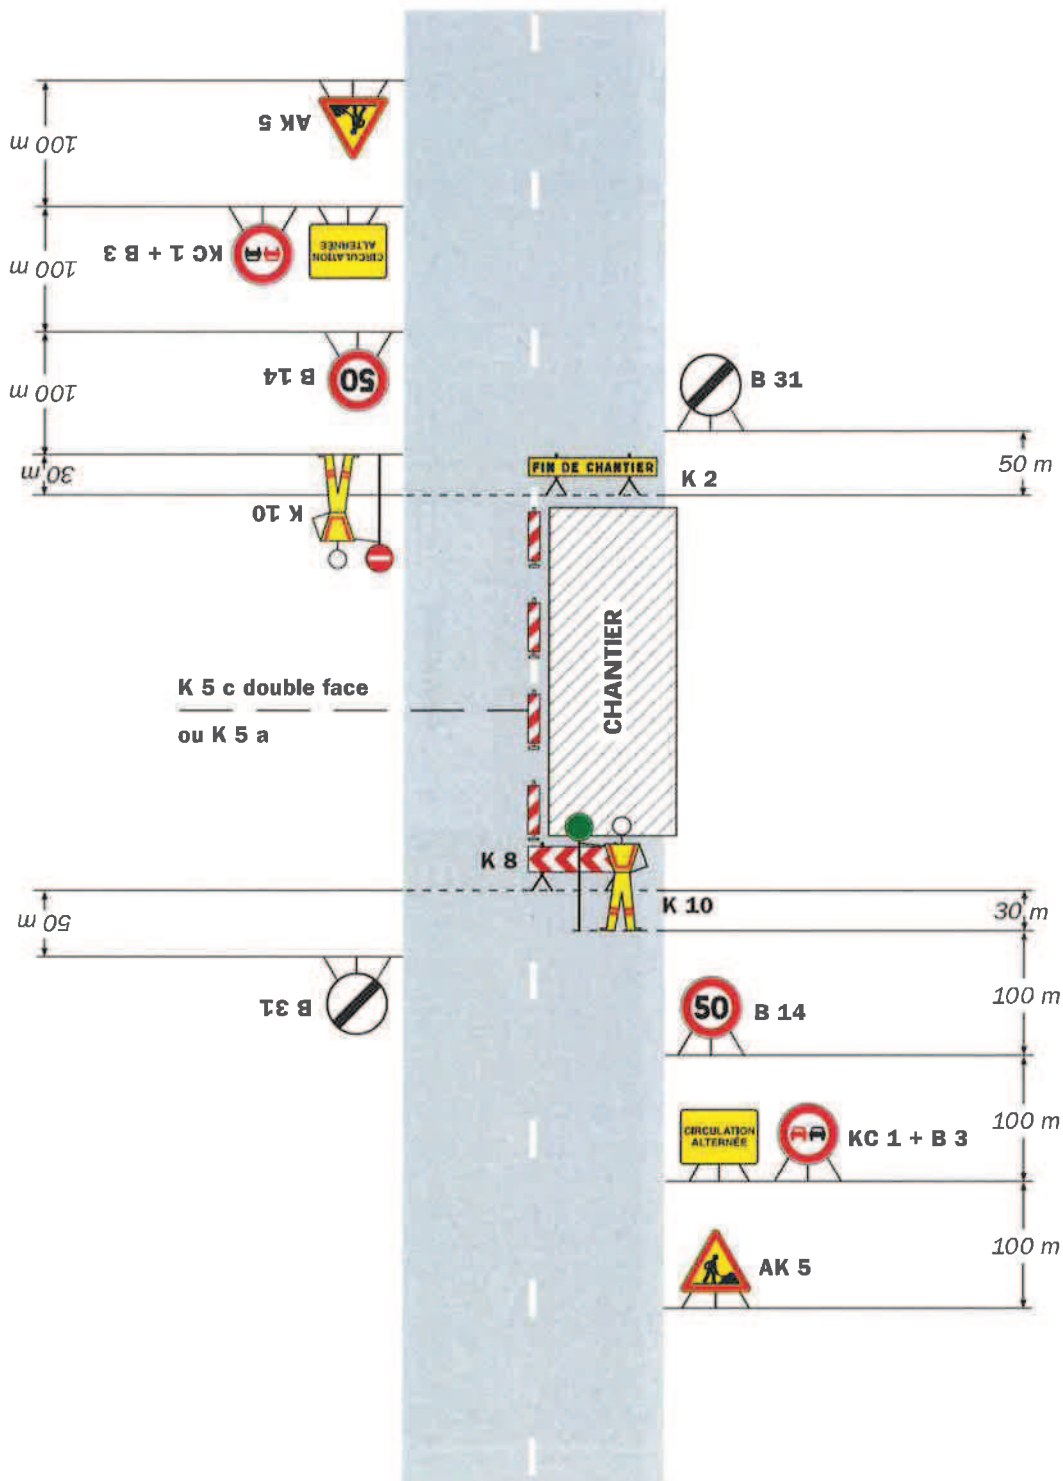 AK 5
100 m
KC 1 + B 3
CIRCULATION
ALTERNÉE
100 m
B 14
50
100 m
B 31
50 m
30 m
K 10
FIN DE CHANTIER
K 2
CHANTIER
K 5 c double face
ou K 5 a
K 8
K 10
30 m
50 m
B 31
50
B 14
100 m
CIRCULATION
ALTERNÉE
KC 1 + B 3
100 m
AK 5
100 m